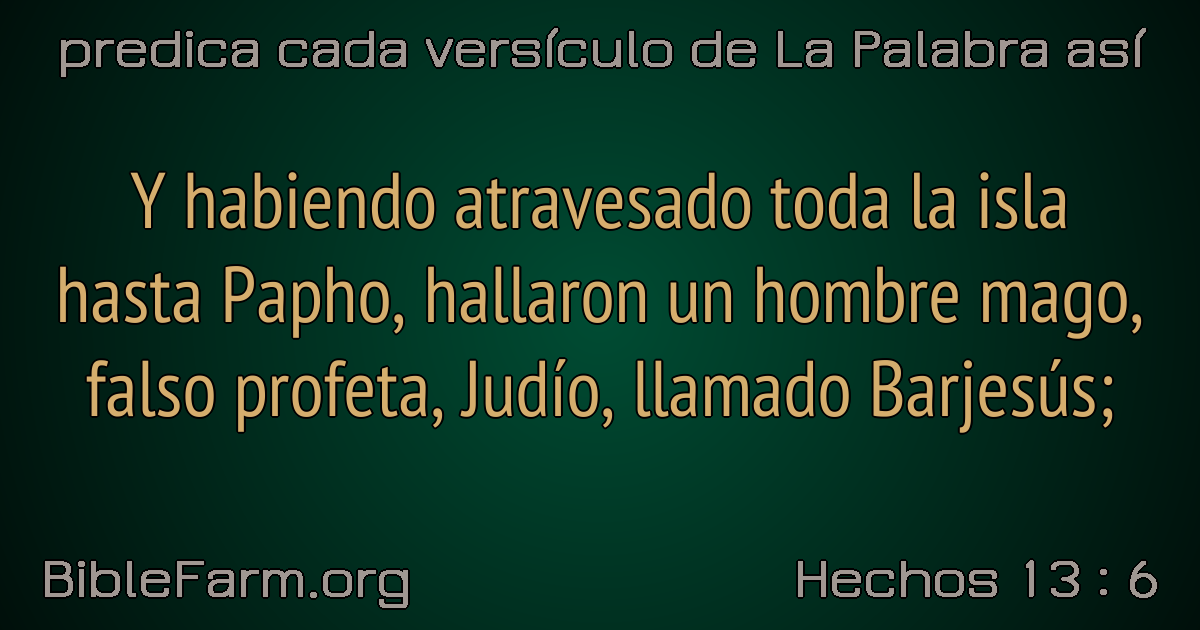 predica cada versículo de La Palabra así
Y habiendo atravesado toda la isla
hasta Papho, hallaron un hombre mago,
falso profeta, Judío, llamado Barjesús;
BibleFarm.org
Hechos 13 : 6